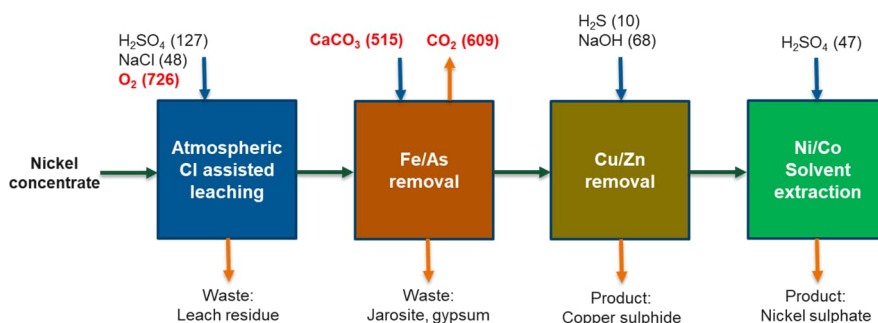 H₂SO₄ (127)
NaCl (48)
O₂ (726)
CaCO₃ (515)
CO₂ (609)
H₂S (10)
NaOH (68)
H₂SO₄ (47)
Nickel
concentrate
Atmospheric
Cl assisted
leaching
Fe/As
removal
Cu/Zn
removal
Ni/Co
Solvent
extraction
Waste:
Leach residue
Waste:
Jarosite, gypsum
Product:
Copper sulphide
Product:
Nickel sulphate